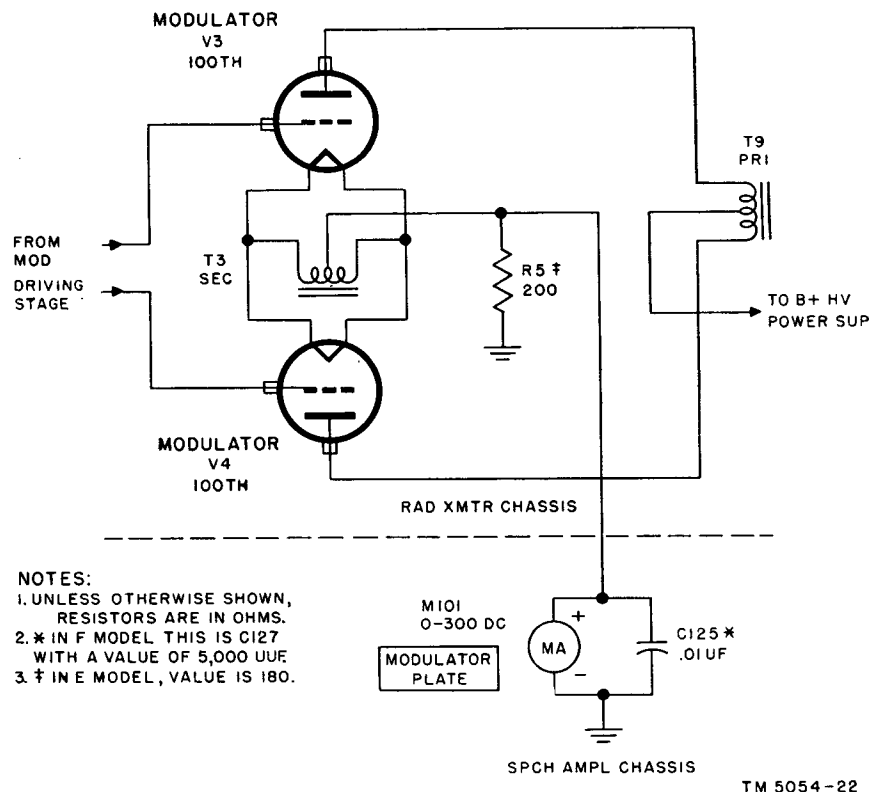 MODULATOR
V3
100TH
T9
PRI
FROM
MOD
DRIVING
STAGE
T3
SEC
R5 ‡
200
TO B+ HV
POWER SUP
MODULATOR
V4
100TH
RAD XMTR CHASSIS
NOTES:
1. UNLESS OTHERWISE SHOWN,
RESISTORS ARE IN OHMS.
2. * IN F MODEL THIS IS C127
WITH A VALUE OF 5,000 UUF.
3. ‡ IN E MODEL, VALUE IS 180.
M101
0-300 DC
MODULATOR
PLATE
+
MA
-
C125 *
.01UF
SPCH AMPL CHASSIS
TM 5054-22